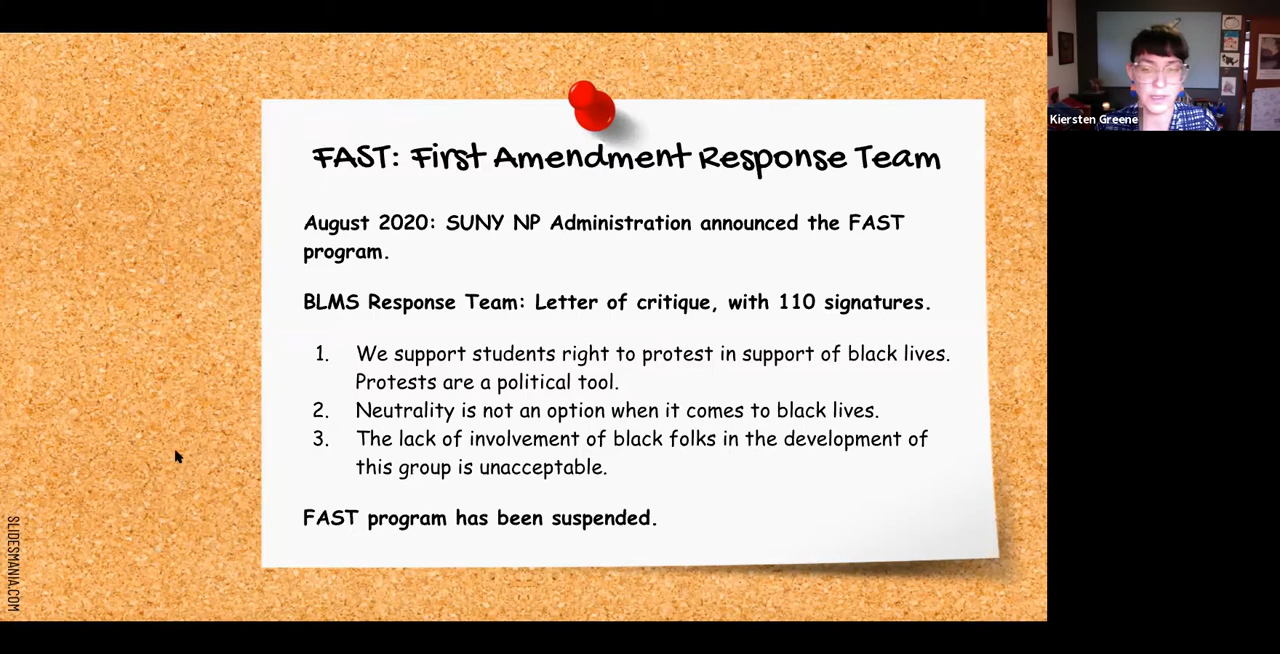 FAST: First Amendment Response Team
August 2020: SUNY NP Administration announced the FAST
program.
BLMS Response Team: Letter of critique, with 110 signatures.
1. We support students right to protest in support of black lives.
Protests are a political tool.
2. Neutrality is not an option when it comes to black lives.
3. The lack of involvement of black folks in the development of
this group is unacceptable.
FAST program has been suspended.
SLIDESMANIA.COM
Kiersten Greene